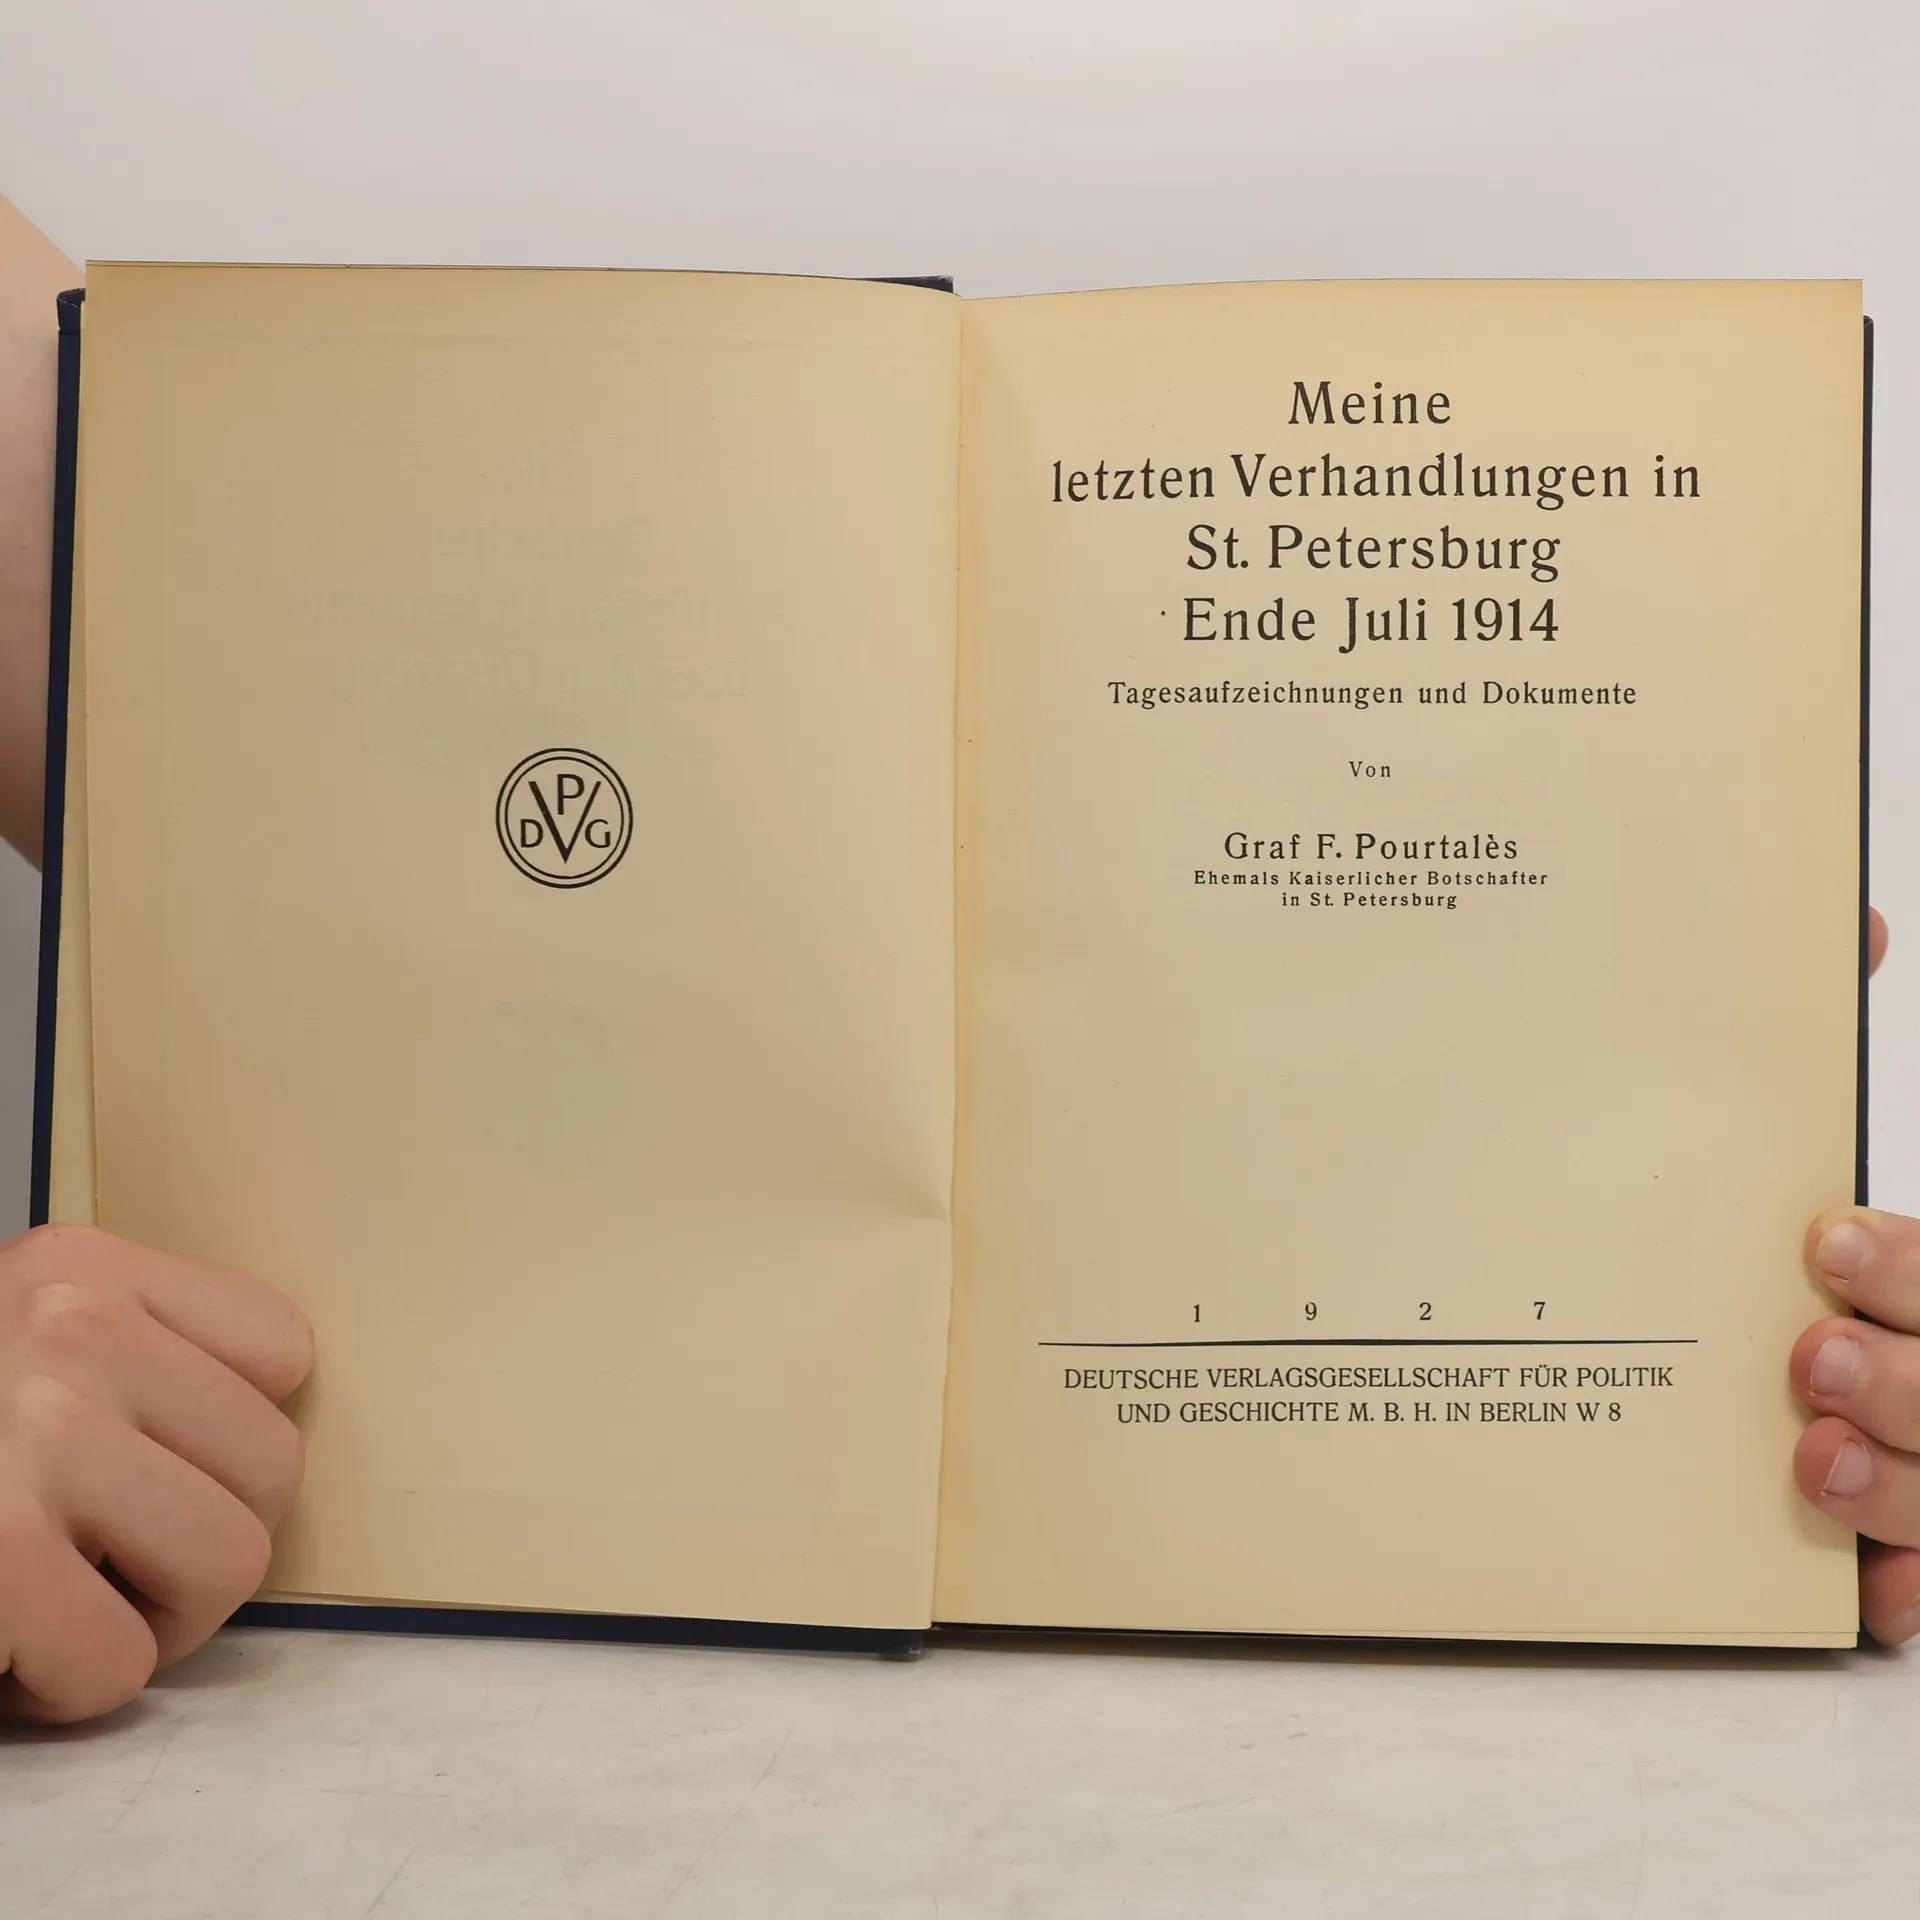 P
DVG
Meine
letzten Verhandlungen in
St. Petersburg
Ende Juli 1914
Tagesaufzeichnungen und Dokumente
Von
Graf F. Pourtalès
Ehemals Kaiserlicher Botschafter
in St. Petersburg
1 9 2 7
DEUTSCHE VERLAGSGESELLSCHAFT FÜR POLITIK
UND GESCHICHTE M. B. H. IN BERLIN W 8